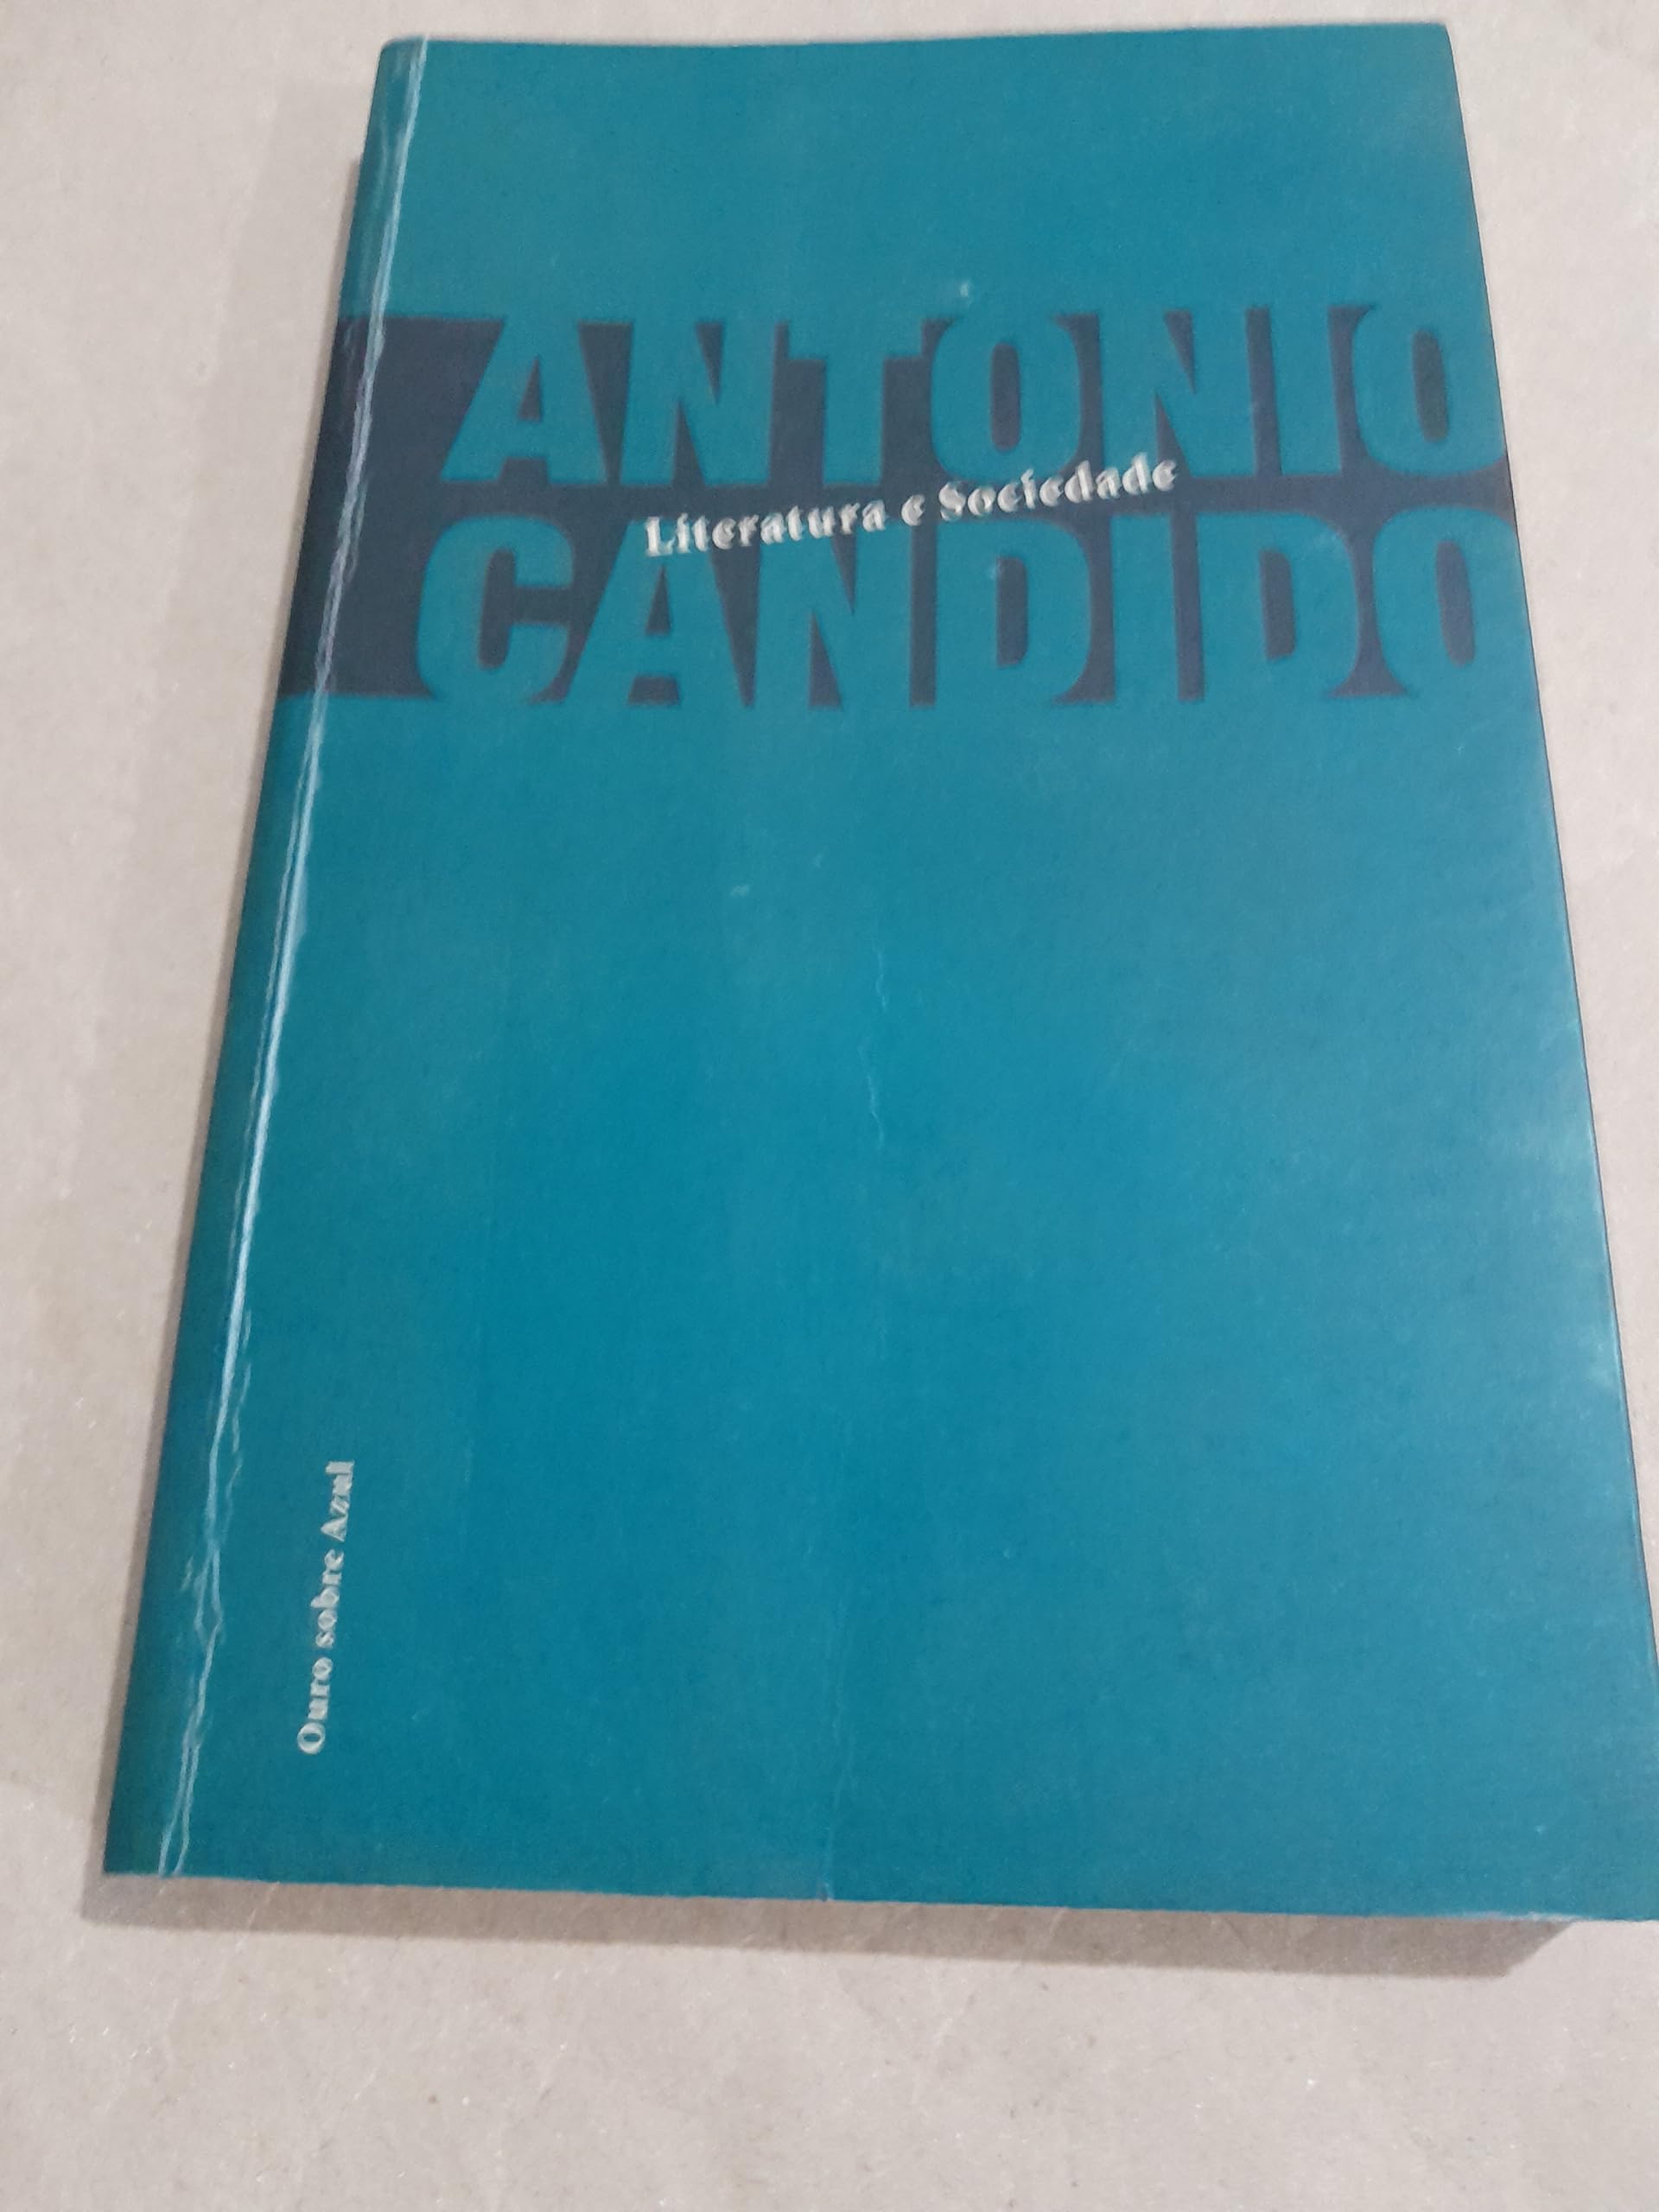 ANTONIO
Literatura e Sociedade
CANDIDO
Ouro sobre Azul